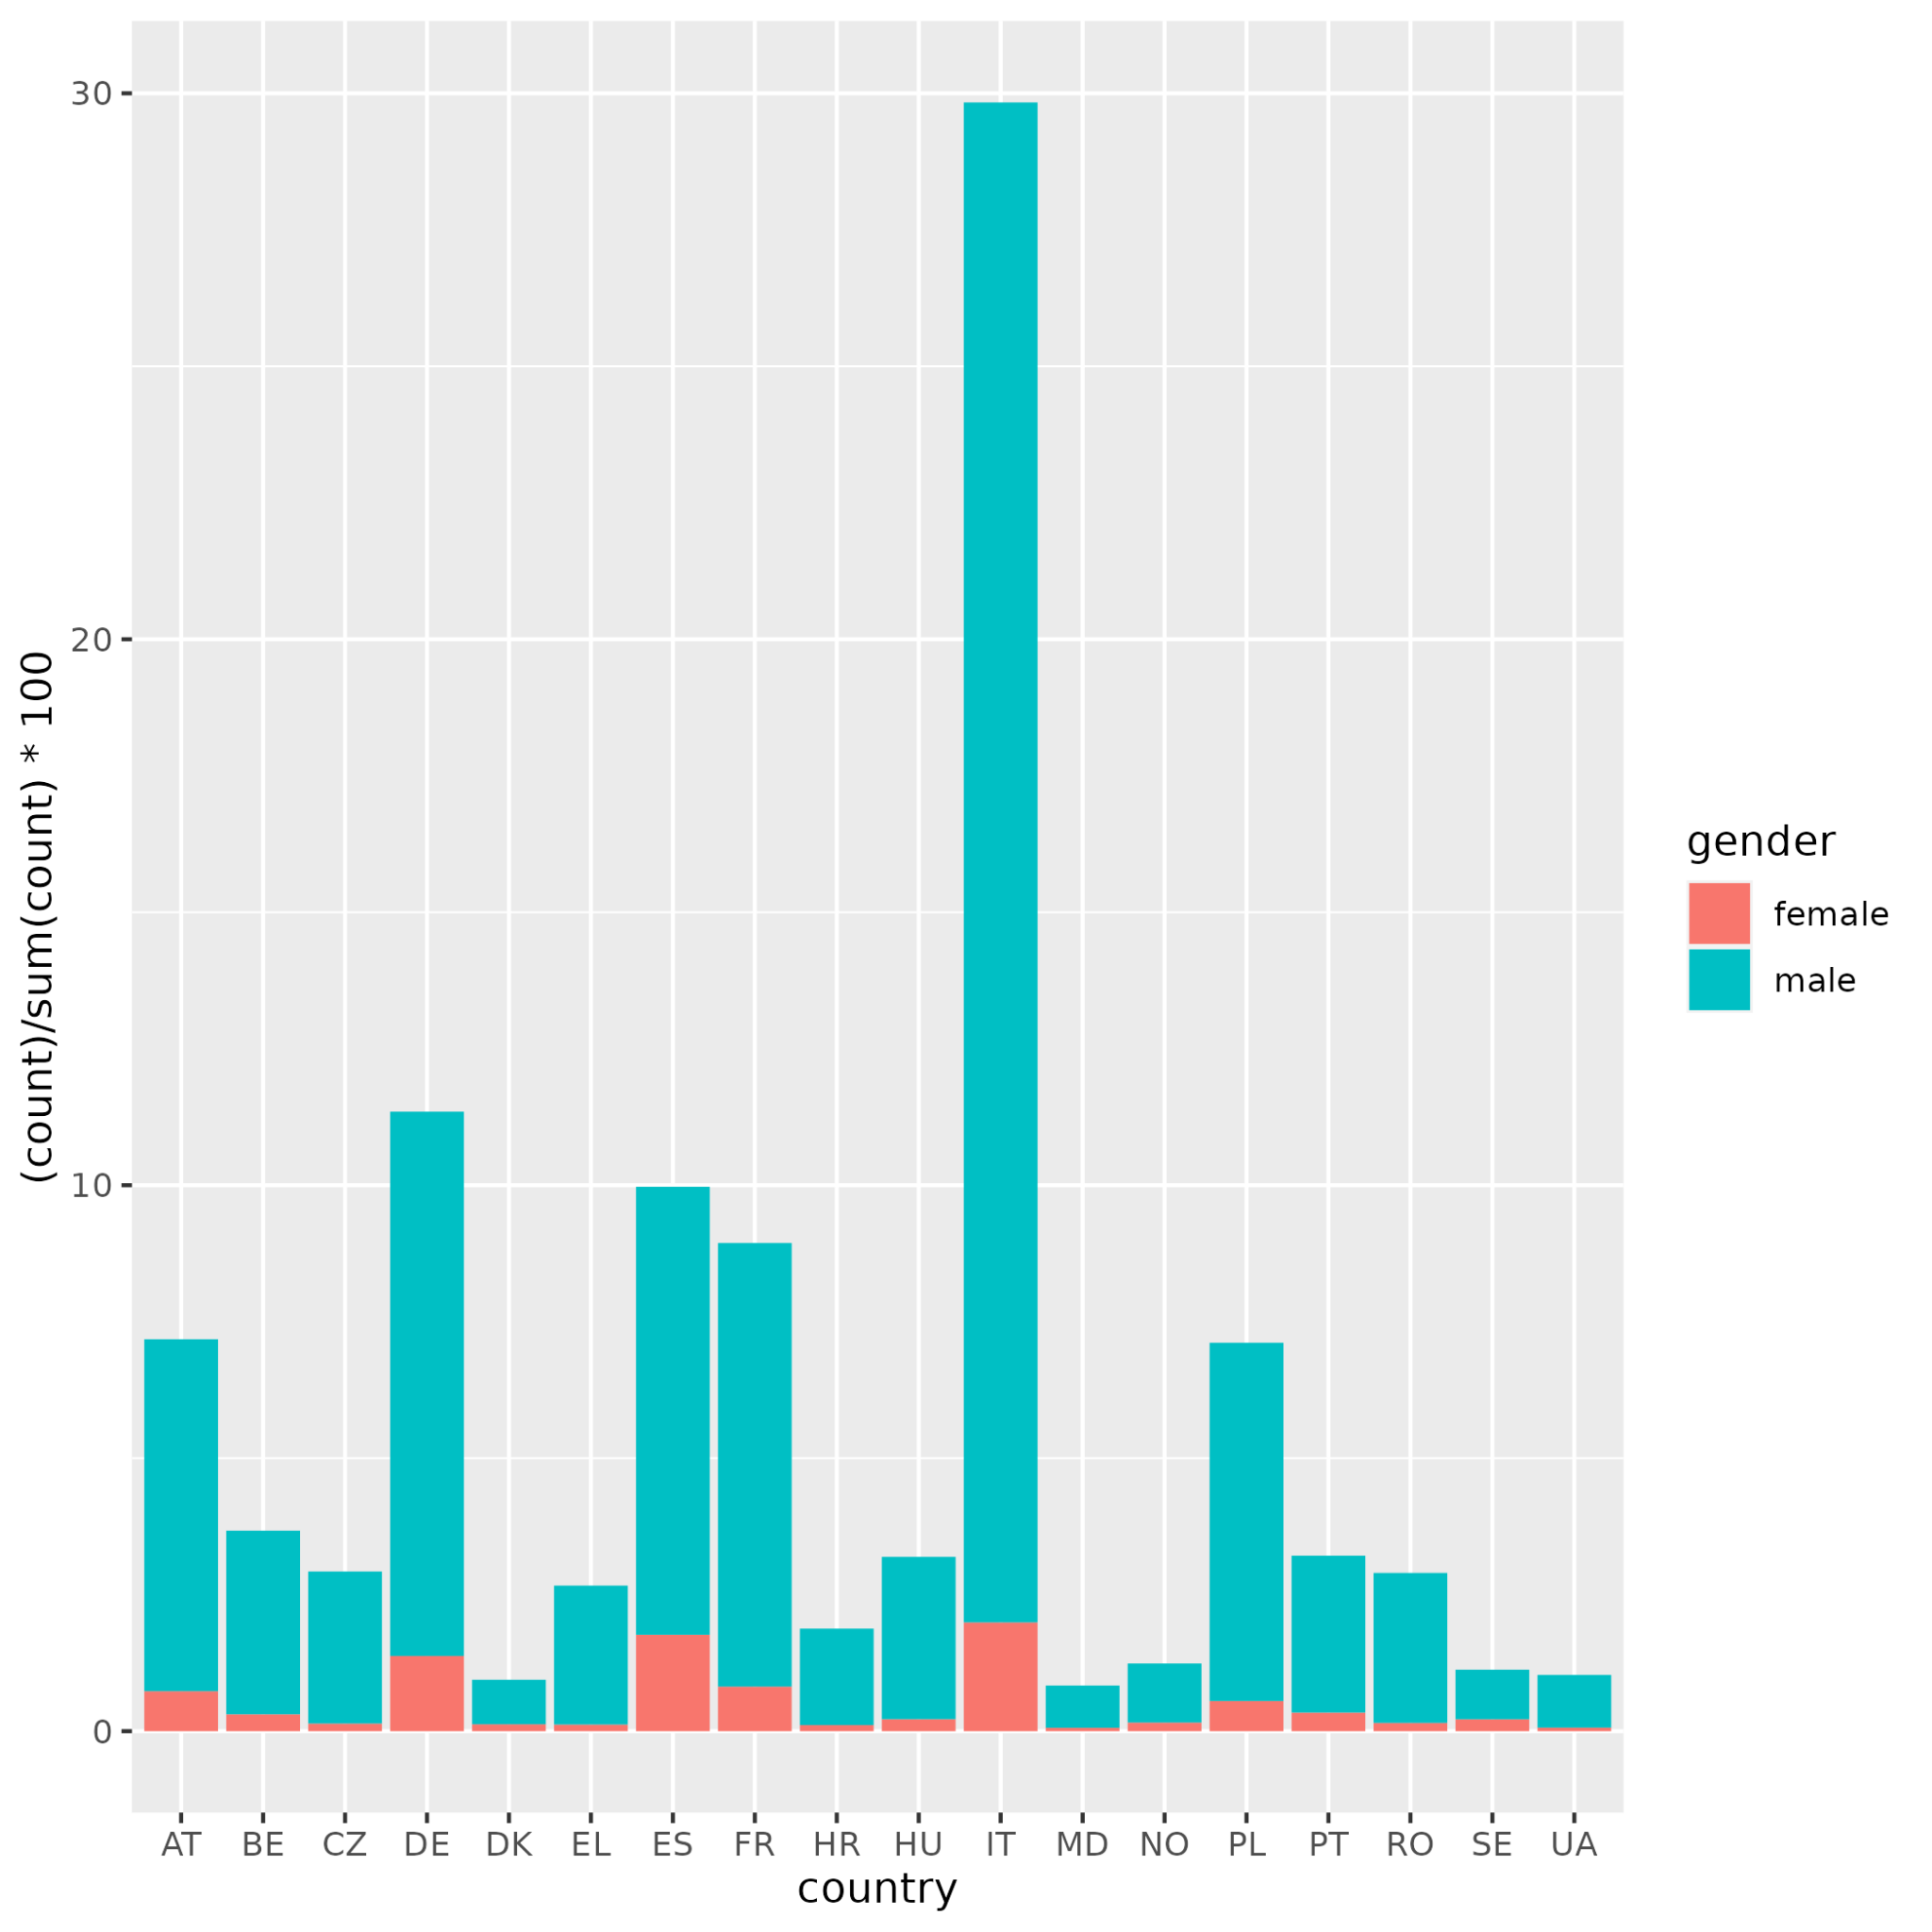 (count)/sum(count) * 100
30
20
10
0
AT BE CZ DE DK EL ES FR HR HU IT MD NO PL PT RO SE UA
country
gender
female
male